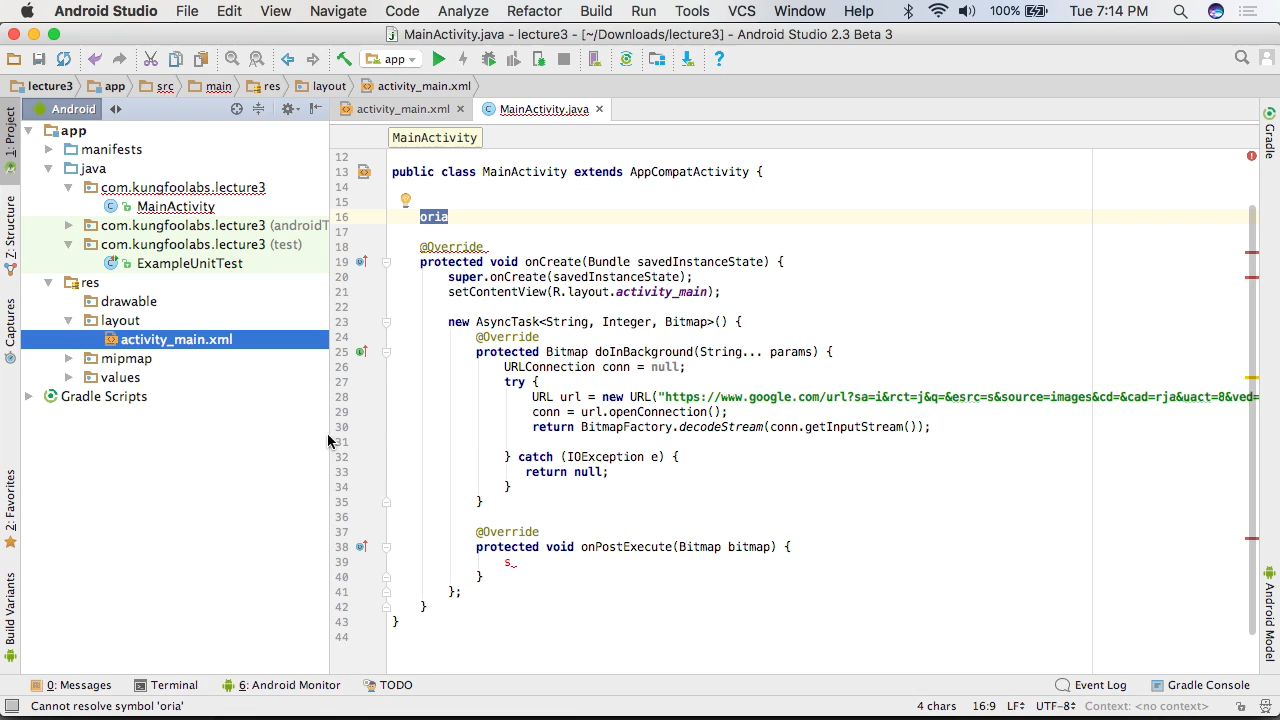 Android Studio File Edit View Navigate Code Analyze Refactor Build Run Tools VCS Window Help 100% Tue 7:14 PM
MainActivity.java - lecture3 - [~/Downloads/lecture3] - Android Studio 2.3 Beta 3
app
lecture3 app src main res layout activity_main.xml
Android activity_main.xml MainActivity.java
1: Project
Z: Structure
Captures
2: Favorites
Build Variants
app
manifests
java
com.kungfoolabs.lecture3
MainActivity
com.kungfoolabs.lecture3 (androidT
com.kungfoolabs.lecture3 (test)
ExampleUnitTest
res
drawable
layout
activity_main.xml
mipmap
values
Gradle Scripts
MainActivity
12
13 public class MainActivity extends AppCompatActivity {
14
15
16 oria
17
18 @Override
19 protected void onCreate(Bundle savedInstanceState) {
20 super.onCreate(savedInstanceState);
21 setContentView(R.layout.activity_main);
22
23 new AsyncTask<String, Integer, Bitmap>() {
24 @Override
25 protected Bitmap doInBackground(String... params) {
26 URLConnection conn = null;
27 try {
28 URL url = new URL("https://www.google.com/url?sa=i&rct=j&q=&esrc=s&source=images&cd=&cad=rja&uact=8&ved=
29 conn = url.openConnection();
30 return BitmapFactory.decodeStream(conn.getInputStream());
31
32 } catch (IOException e) {
33 return null;
34 }
35 }
36
37 @Override
38 protected void onPostExecute(Bitmap bitmap) {
39 s
40 }
41 };
42 }
43 }
44
Gradle
Android Model
0: Messages Terminal 6: Android Monitor TODO Event Log Gradle Console
Cannot resolve symbol 'oria' 4 chars 16:9 LF UTF-8 Context: <no context>